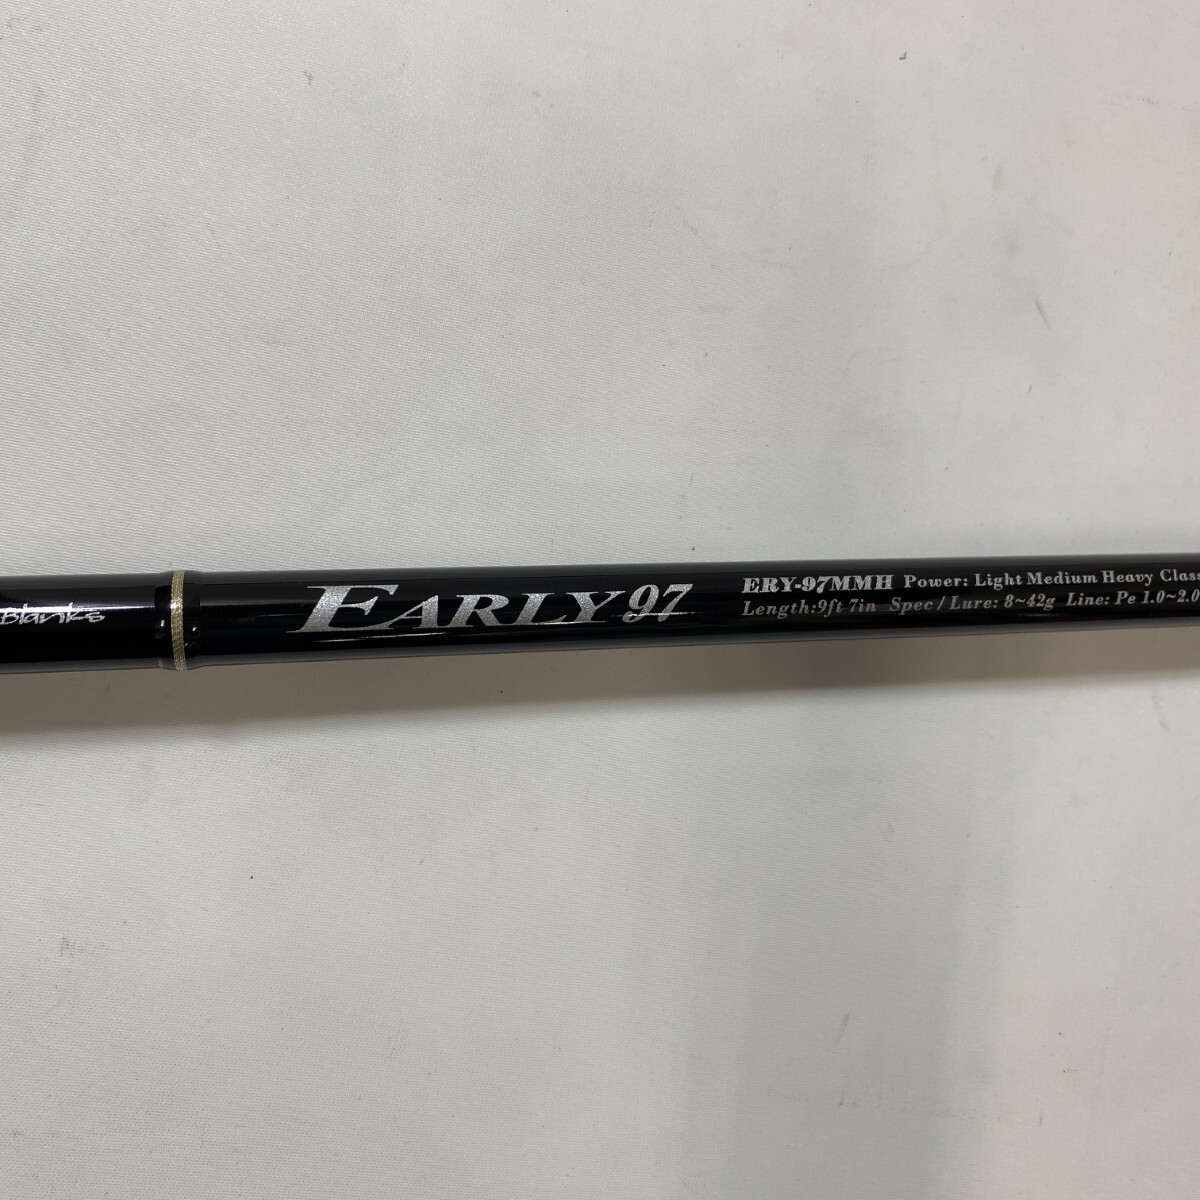 Blanks
EARLY 97
ERY-97MMH Power: Light Medium Heavy Class
Length:9ft 7in Spec / Lure: 8~42g Line: Pe 1.0~2.0